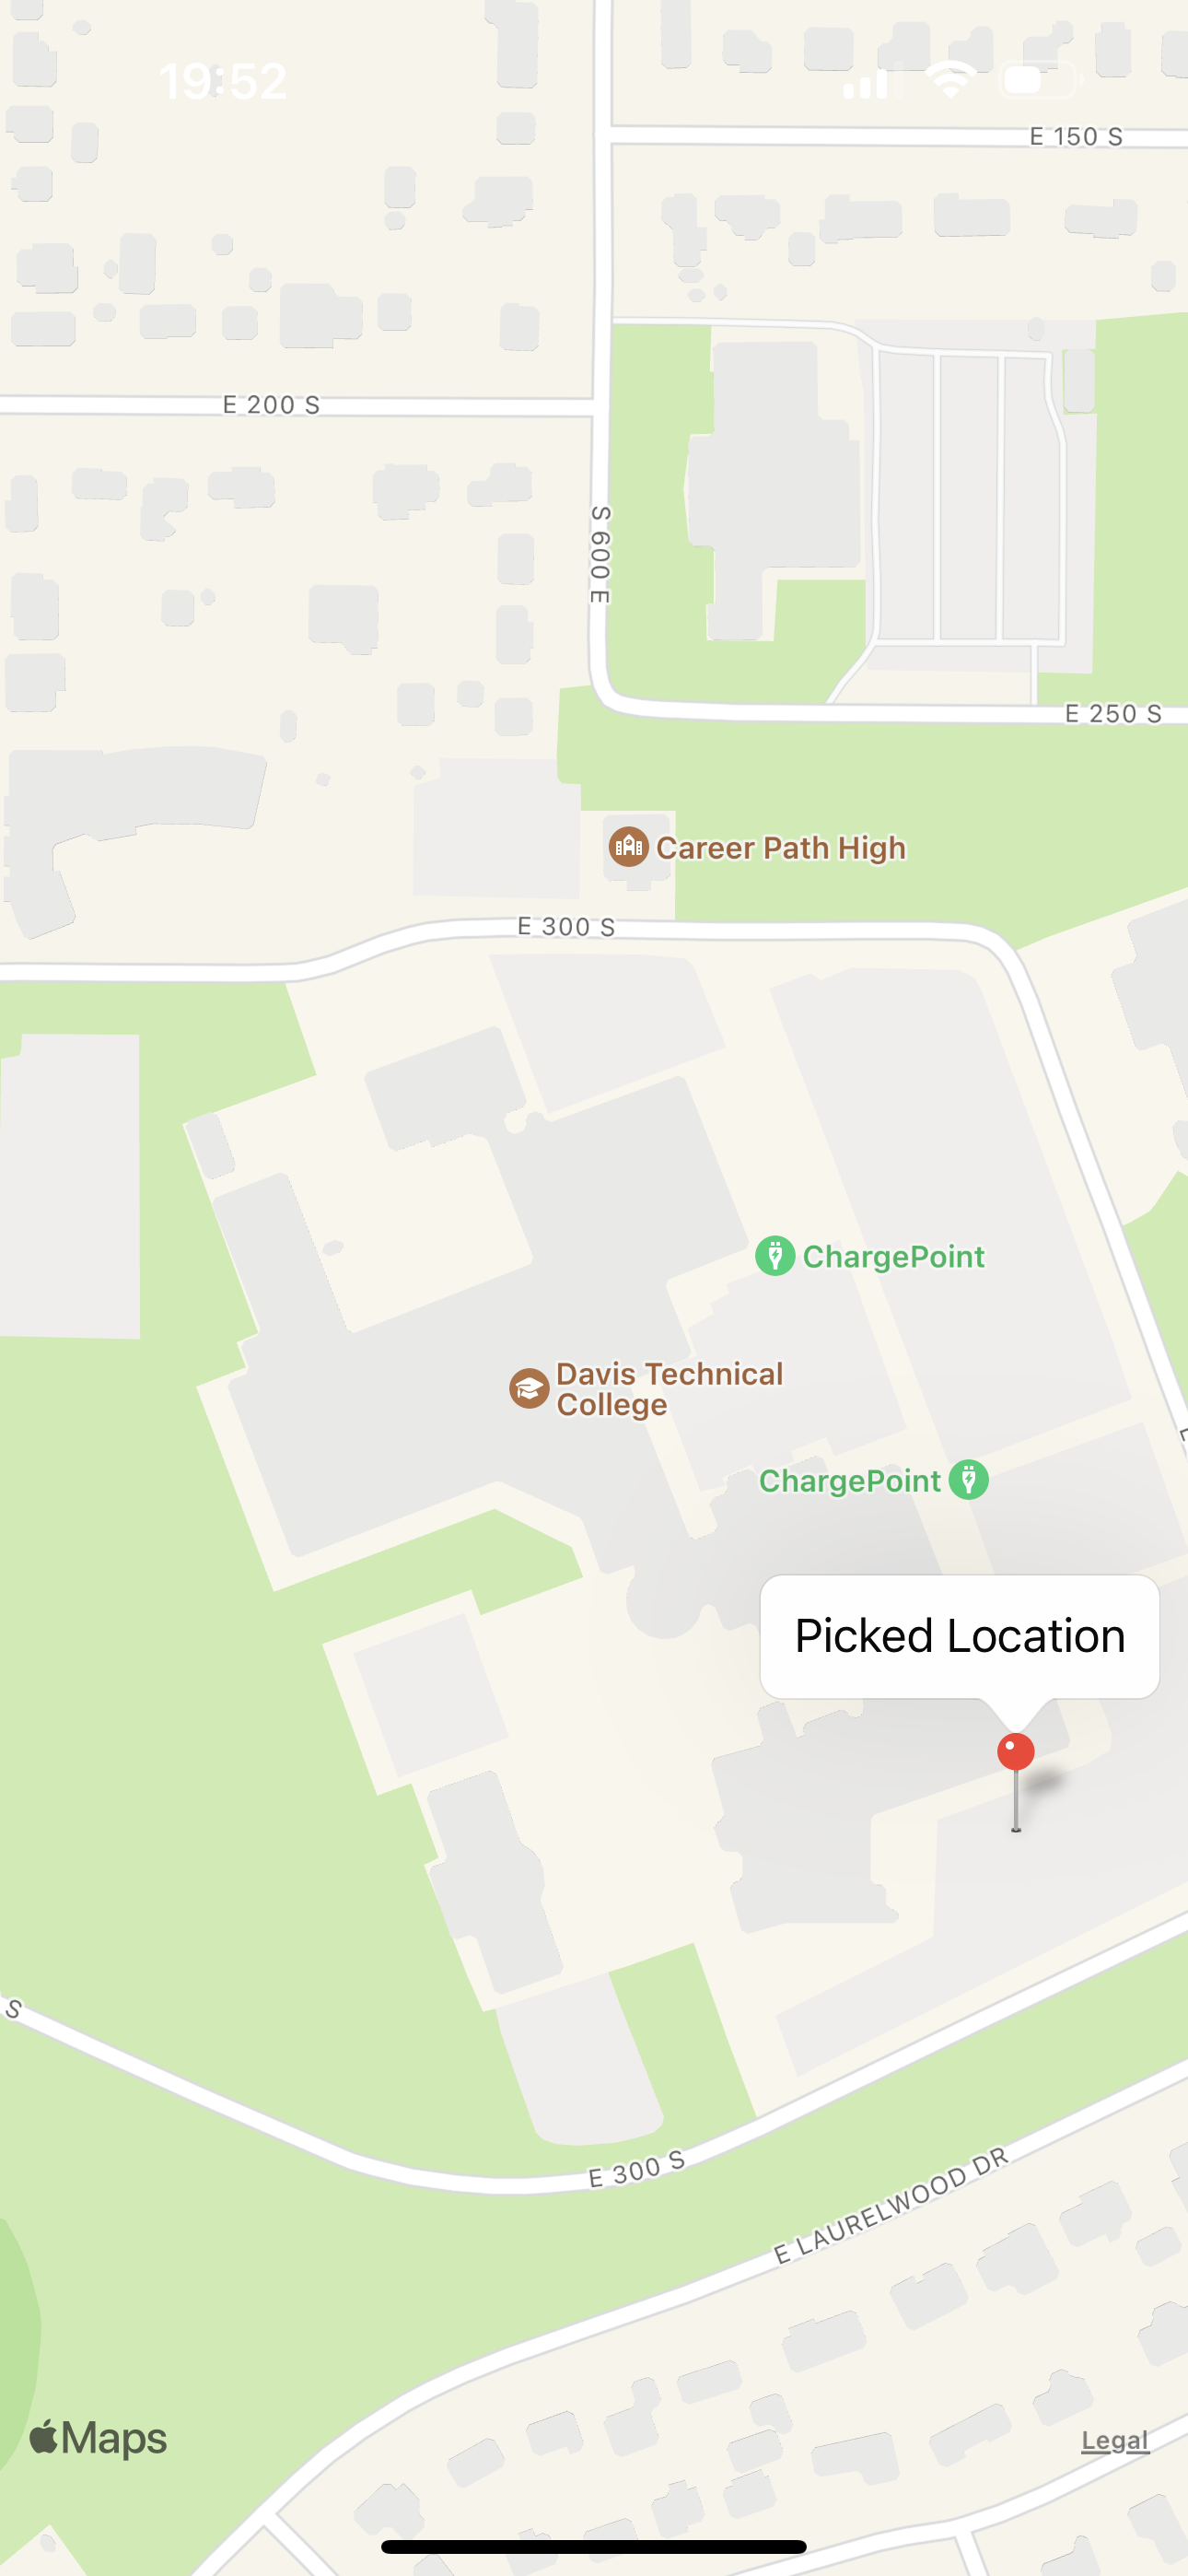 19:52
E 150 S
E 200 S
S 600 E
E 250 S
Career Path High
E 300 S
ChargePoint
Davis Technical
College
ChargePoint
Picked Location
S
E 300 S
E LAURELWOOD DR
Maps
Legal